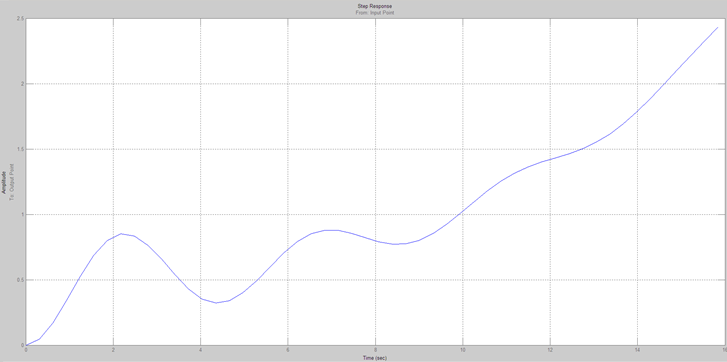 Step Response
From: Input Point
2.5
2
1.5
1
0.5
0
Amplitude
To: Output Point
0 2 4 6 8 10 12 14 16
Time (sec)